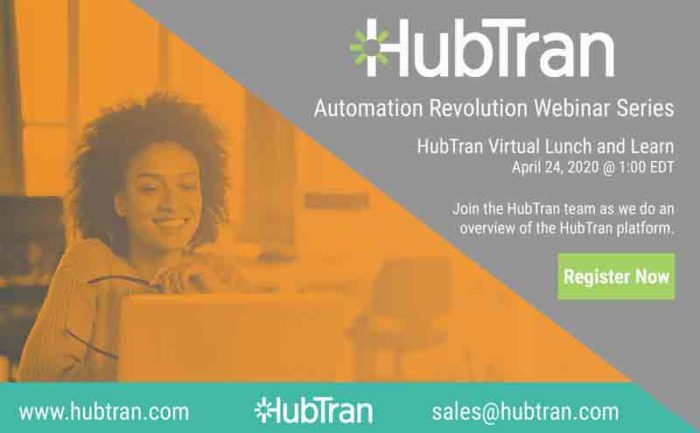 HubTran
Automation Revolution Webinar Series
HubTran Virtual Lunch and Learn
April 24, 2020 @ 1:00 EDT
Join the HubTran team as we do an
overview of the HubTran platform.
Register Now
www.hubtran.com
HubTran
sales@hubtran.com